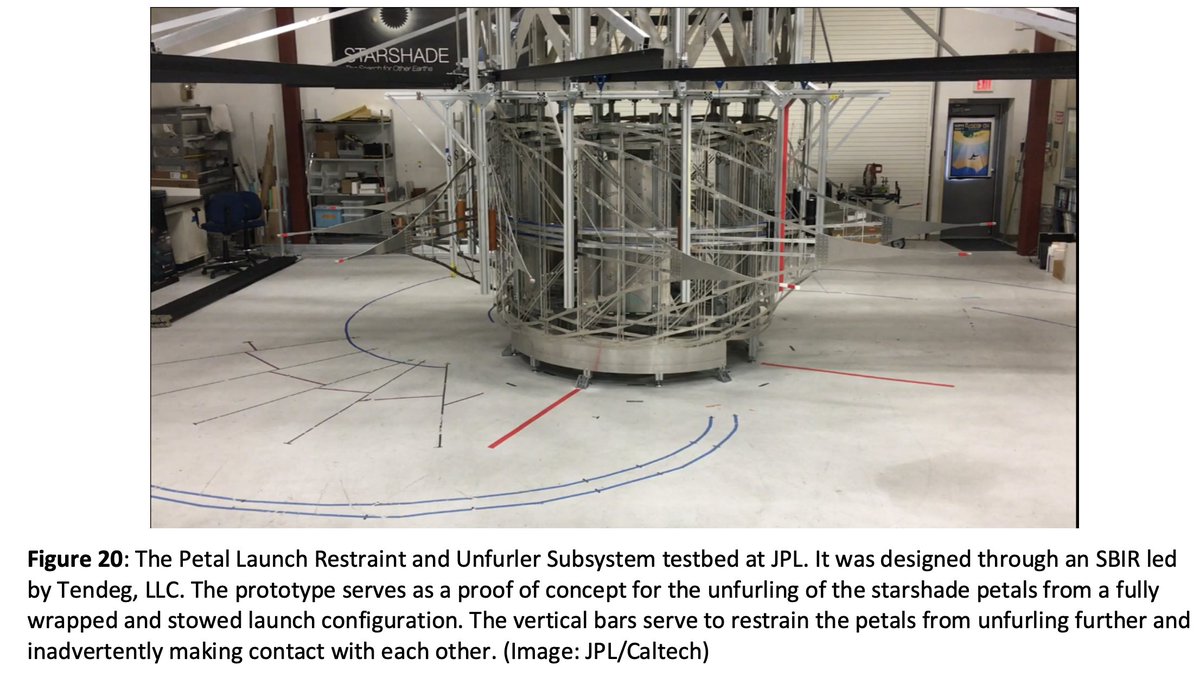 STARSHADE
The Search for Other Earths
EXIT
Figure 20: The Petal Launch Restraint and Unfurler Subsystem testbed at JPL. It was designed through an SBIR led
by Tendeg, LLC. The prototype serves as a proof of concept for the unfurling of the starshade petals from a fully
wrapped and stowed launch configuration. The vertical bars serve to restrain the petals from unfurling further and
inadvertently making contact with each other. (Image: JPL/Caltech)